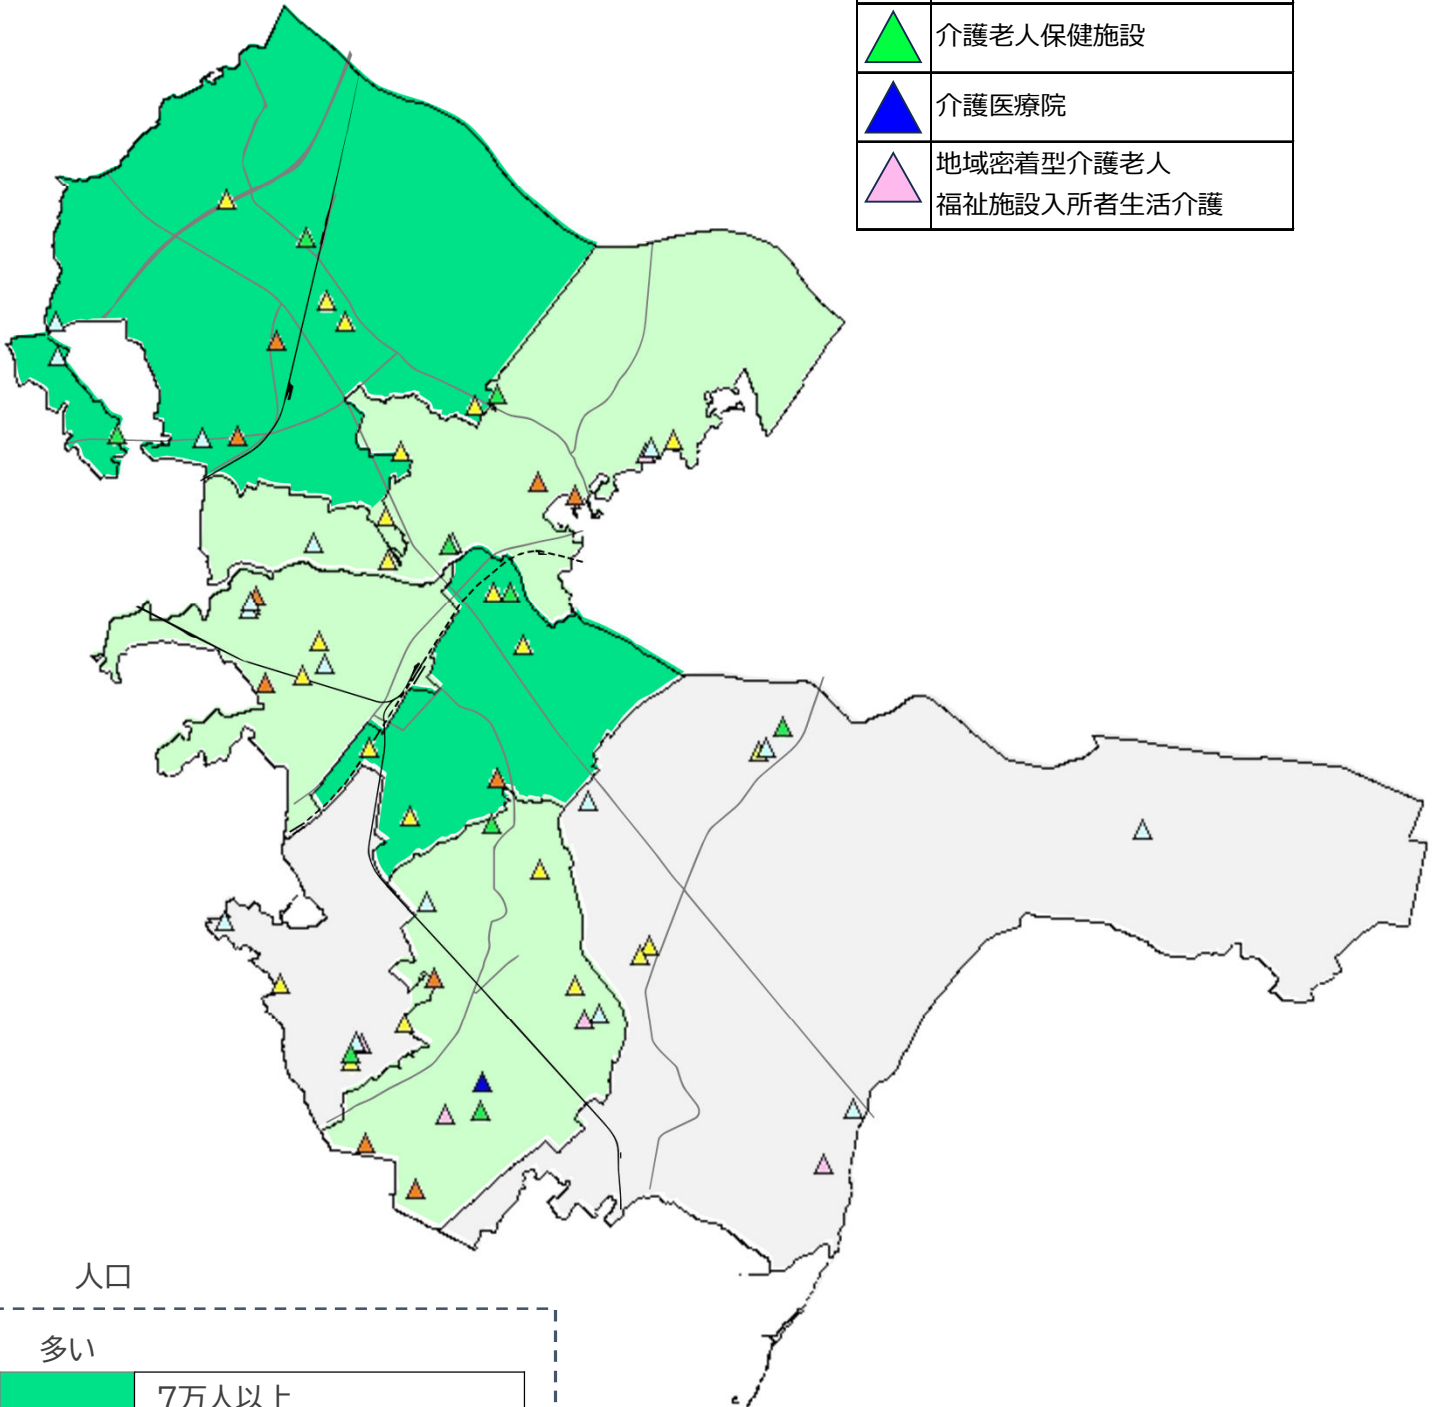 介護老人保健施設
介護医療院
地域密着型介護老人
福祉施設入所者生活介護
人口
多い
7万人以上